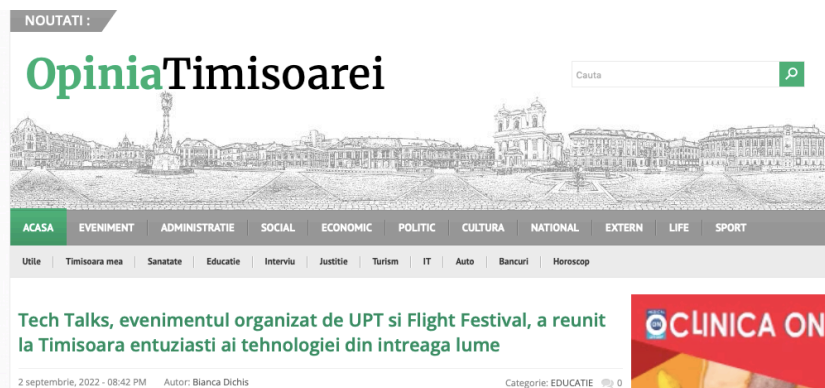 NOUTATI :
OpiniaTimisoarei
Cauta
ACASA EVENIMENT ADMINISTRATIE SOCIAL ECONOMIC POLITIC CULTURA NATIONAL EXTERN LIFE SPORT
Utile Timisoara mea Sanatate Educatie Interviu Justitie Turism IT Auto Bancuri Horoscop
Tech Talks, evenimentul organizat de UPT si Flight Festival, a reunit
la Timisoara entuziasti ai tehnologiei din intreaga lume
CLINICA ON
2 septembrie, 2022 - 08:42 PM Autor: Bianca Dichis Categorie: EDUCATIE 0